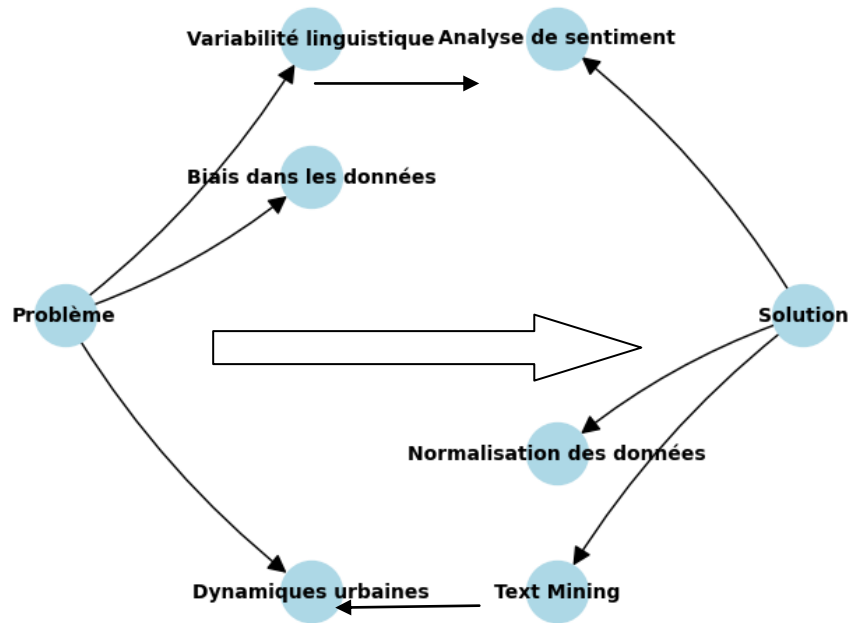 Variabilité linguistique
Analyse de sentiment
Biais dans les données
Problème
Solution
Normalisation des données
Dynamiques urbaines
Text Mining